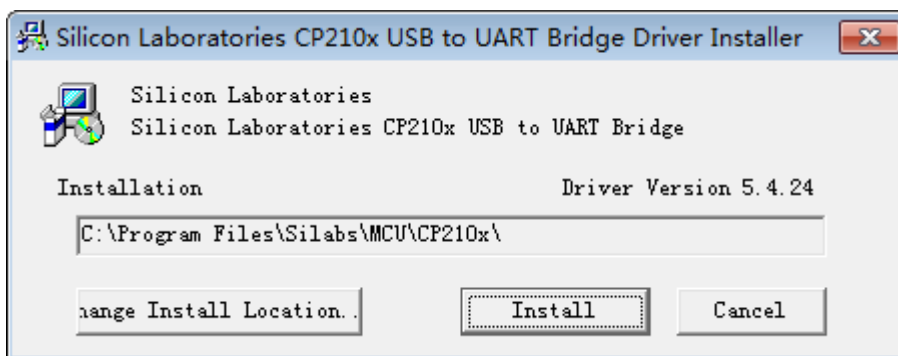 Silicon Laboratories CP210x USB to UART Bridge Driver Installer
Silicon Laboratories
Silicon Laboratories CP210x USB to UART Bridge
Installation Driver Version 5.4.24
C:\Program Files\Silabs\MCU\CP210x\
hange Install Location.. Install Cancel